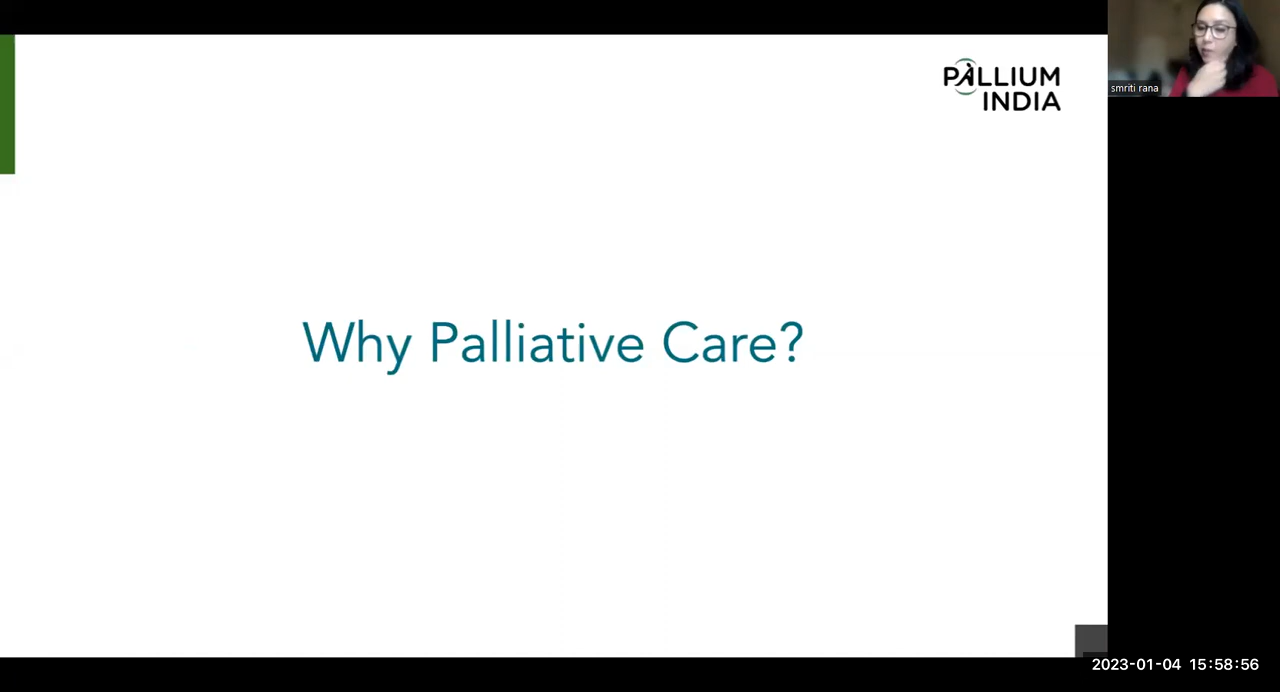 PALLIUM
INDIA
smriti rana
Why Palliative Care?
2023-01-04 15:58:56